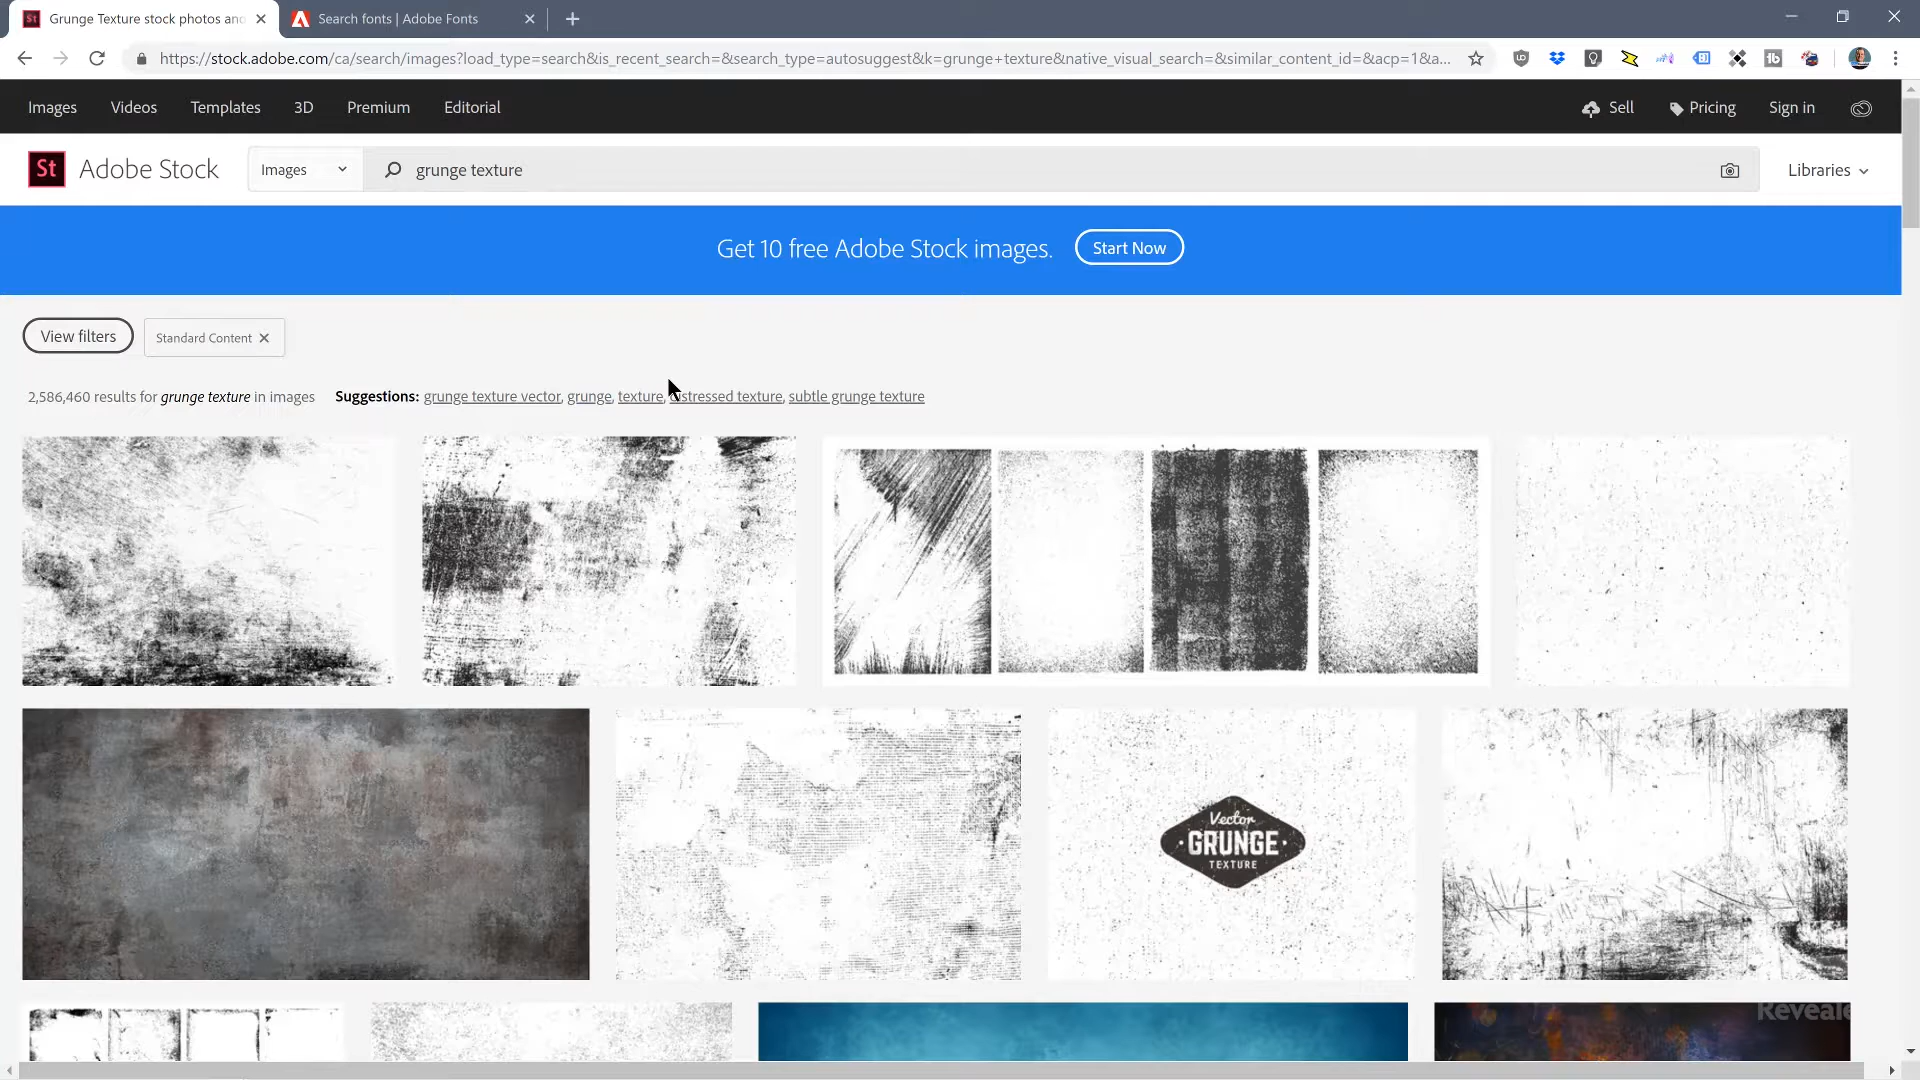 Grunge Texture stock photos and
Search fonts | Adobe Fonts
https://stock.adobe.com/ca/search/images?load_type=search&is_recent_search=&search_type=autosuggest&k=grunge+texture&native_visual_search=&similar_content_id=&acp=1&a...
Images Videos Templates 3D Premium Editorial Sell Pricing Sign in
St Adobe Stock Images grunge texture Libraries
Get 10 free Adobe Stock images. Start Now
View filters Standard Content
2,586,460 results for grunge texture in images Suggestions: grunge texture vector, grunge, texture, distressed texture, subtle grunge texture
Vector
GRUNGE
TEXTURE